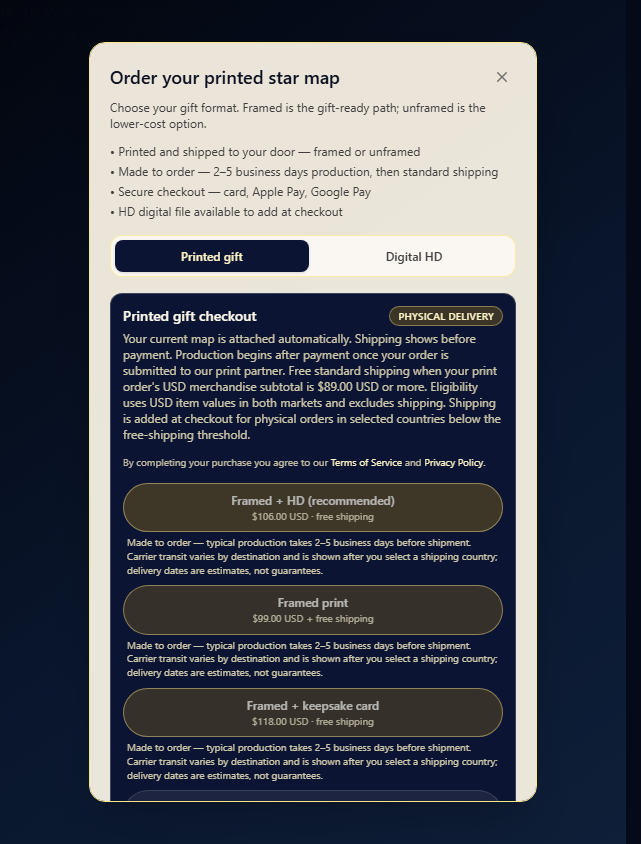 Order your printed star map
Choose your gift format. Framed is the gift-ready path; unframed is the
lower-cost option.
• Printed and shipped to your door — framed or unframed
• Made to order — 2–5 business days production, then standard shipping
• Secure checkout — card, Apple Pay, Google Pay
• HD digital file available to add at checkout
Printed gift
Digital HD
Printed gift checkout
PHYSICAL DELIVERY
Your current map is attached automatically. Shipping shows before
payment. Production begins after payment once your order is
submitted to our print partner. Free standard shipping when your print
order's USD merchandise subtotal is $89.00 USD or more. Eligibility
uses USD item values in both markets and excludes shipping. Shipping
is added at checkout for physical orders in selected countries below the
free-shipping threshold.
By completing your purchase you agree to our Terms of Service and Privacy Policy.
Framed + HD (recommended)
$106.00 USD · free shipping
Made to order — typical production takes 2–5 business days before shipment.
Carrier transit varies by destination and is shown after you select a shipping country;
delivery dates are estimates, not guarantees.
Framed print
$99.00 USD + free shipping
Made to order — typical production takes 2–5 business days before shipment.
Carrier transit varies by destination and is shown after you select a shipping country;
delivery dates are estimates, not guarantees.
Framed + keepsake card
$118.00 USD · free shipping
Made to order — typical production takes 2–5 business days before shipment.
Carrier transit varies by destination and is shown after you select a shipping country;
delivery dates are estimates, not guarantees.